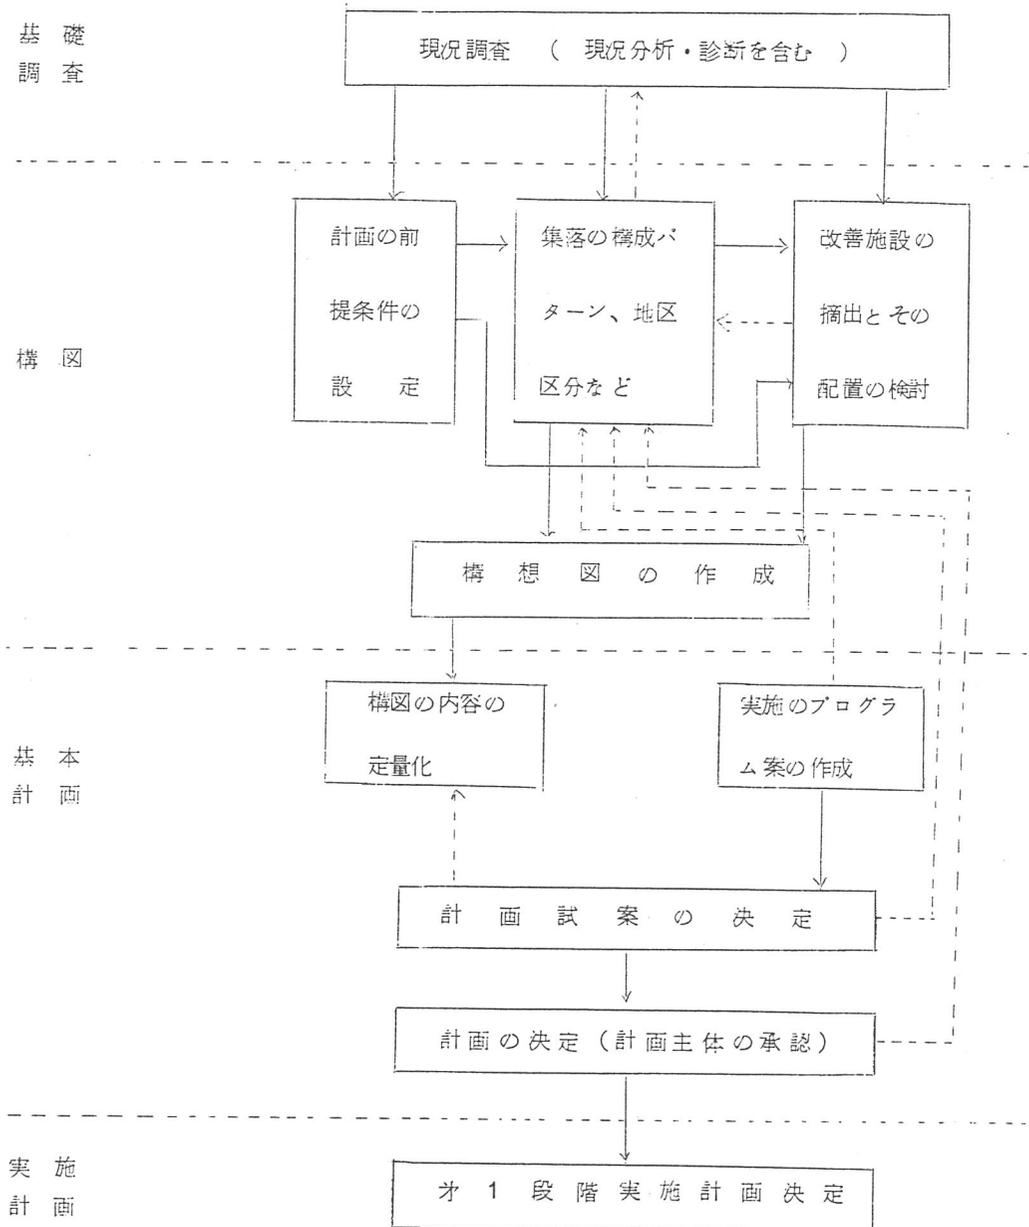 基礎
調査
現況調査 （ 現況分析・診断を含む ）
構図
計画の前
提条件の
設定
集落の構成パ
ターン、地区
区分など
改善施設の
摘出とその
配置の検討
構想図の作成
基本
計画
構図の内容の
定量化
実施のプログラ
ム案の作成
計画試案の決定
計画の決定（計画主体の承認）
実施
計画
才1段階実施計画決定